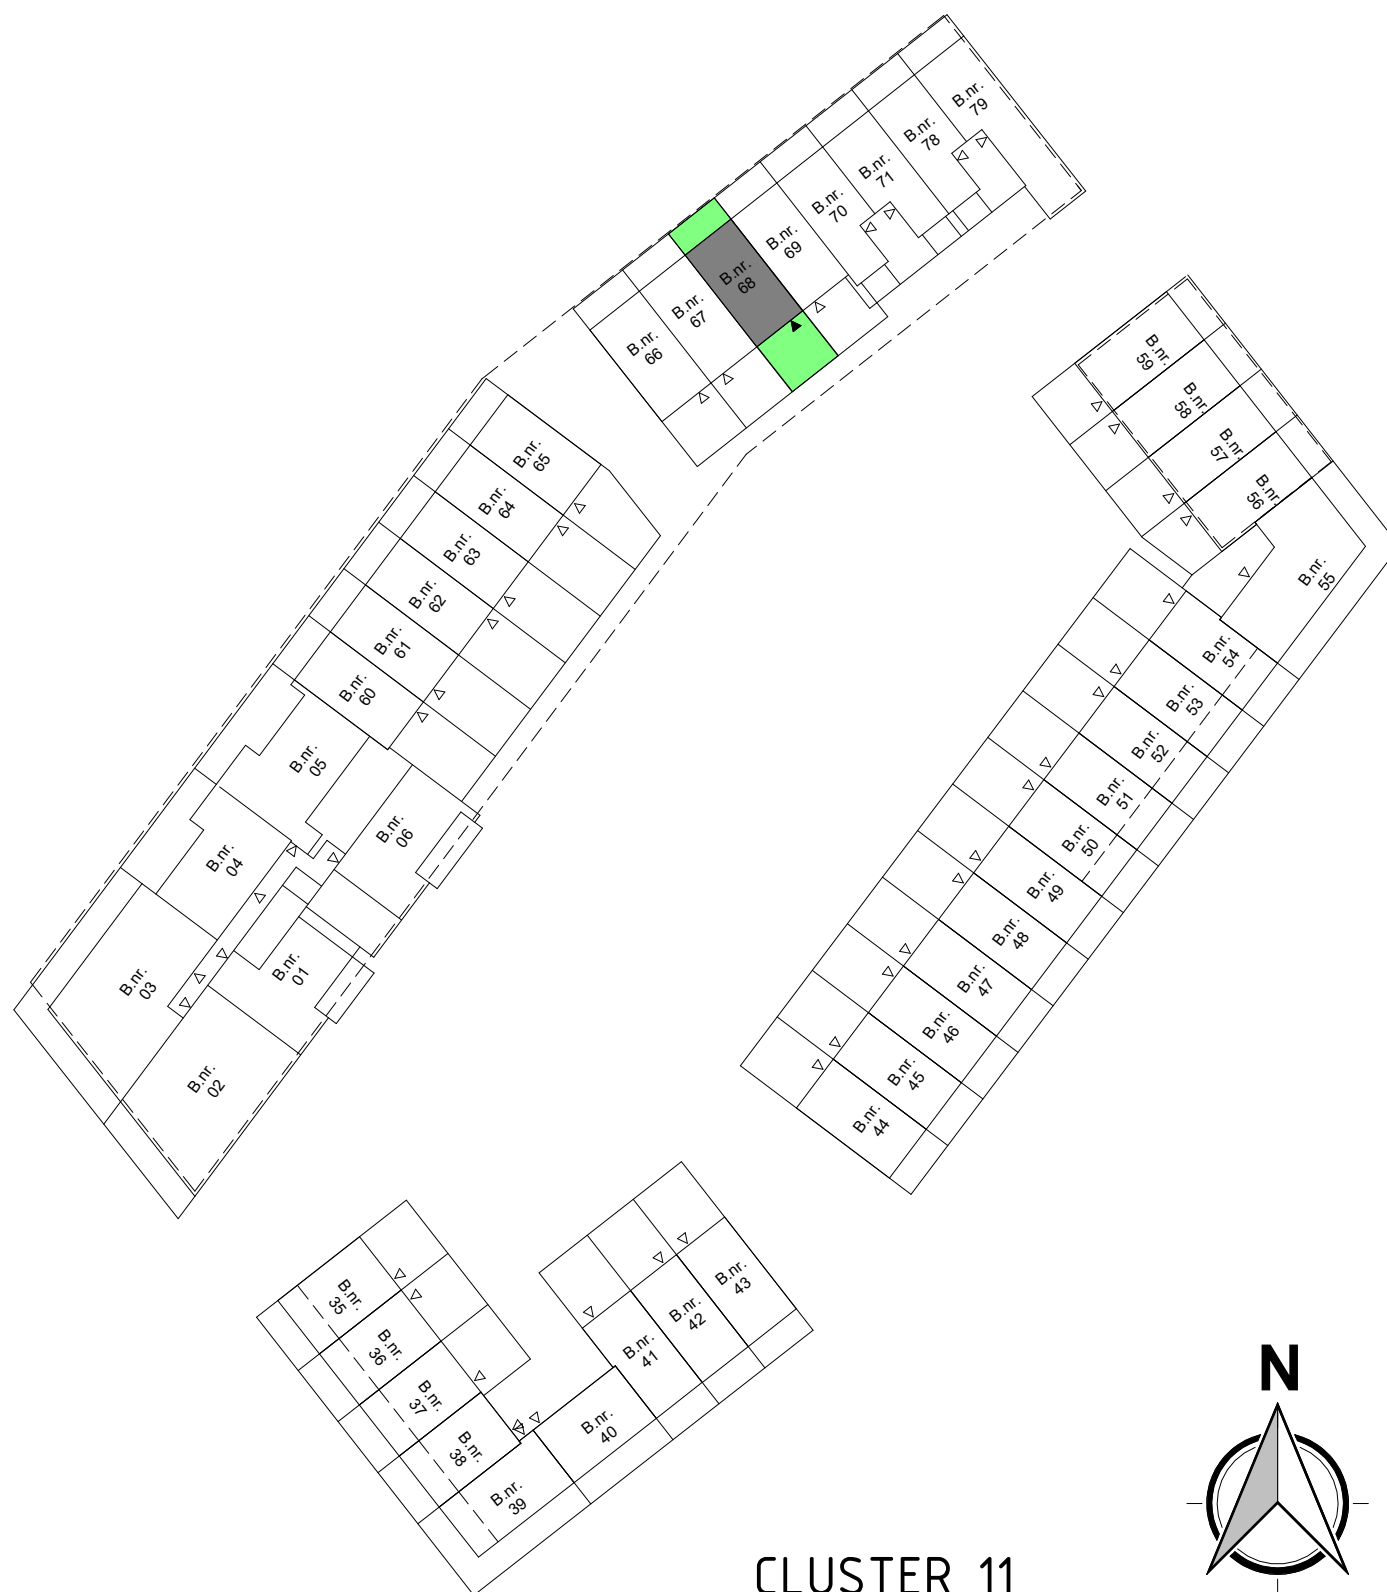 B.nr.
79
B.nr.
78
B.nr.
71
B.nr.
70
B.nr.
69
B.nr.
68
B.nr.
67
B.nr.
66
B.nr.
59
B.nr.
58
B.nr.
57
B.nr.
56
B.nr.
55
B.nr.
54
B.nr.
53
B.nr.
52
B.nr.
51
B.nr.
50
B.nr.
49
B.nr.
48
B.nr.
47
B.nr.
46
B.nr.
45
B.nr.
44
B.nr.
65
B.nr.
64
B.nr.
63
B.nr.
62
B.nr.
61
B.nr.
60
B.nr.
05
B.nr.
06
B.nr.
04
B.nr.
03
B.nr.
01
B.nr.
02
B.nr.
35
B.nr.
36
B.nr.
37
B.nr.
38
B.nr.
39
B.nr.
40
B.nr.
41
B.nr.
42
B.nr.
43
N
CLUSTER 11